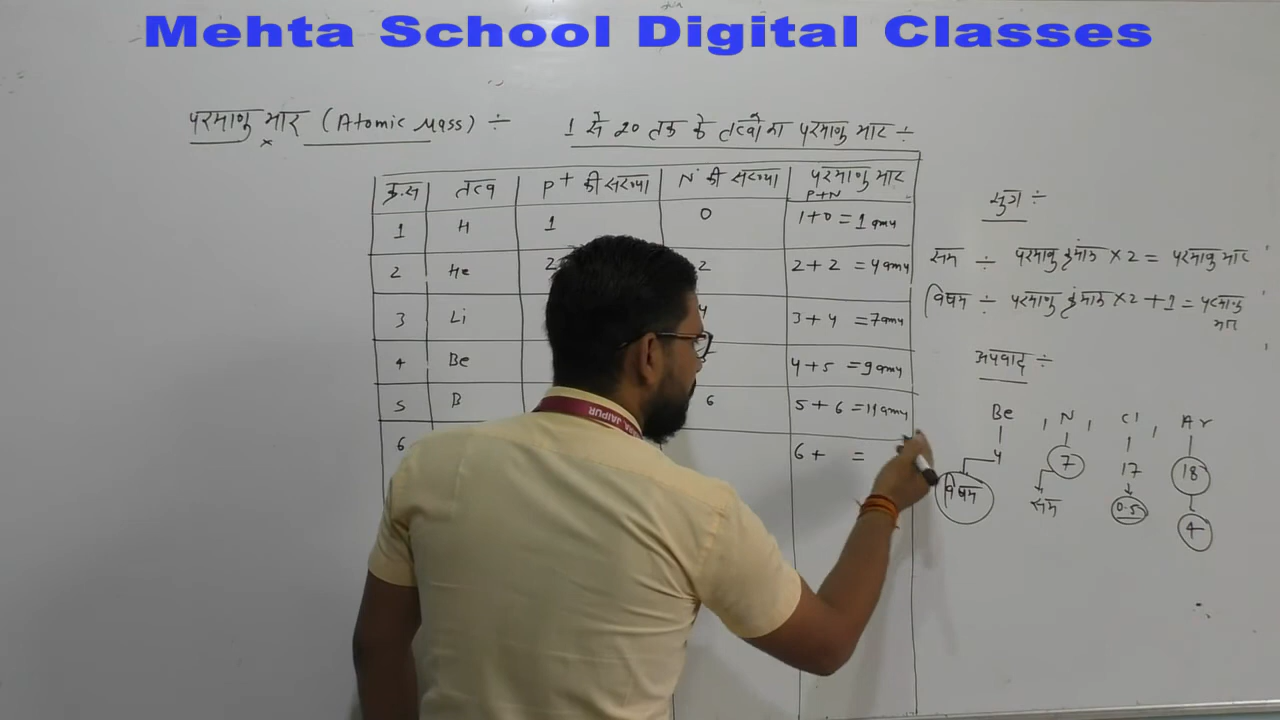 Mehta School Digital Classes
परमाणु भार (Atomic Mass) ÷
1 से 20 तक के तत्वों का परमाणु भार ÷
क्र.स तत्व P+ की संख्या N की संख्या परमाणु भार P+N
1 H 1 0 1+0 = 1 amu
2 He 2 2 2+2 = 4 amu
3 Li 4 3+4 = 7 amu
4 Be 4+5 = 9 amu
5 B 6 5+6 = 11 amu
6 6+ =
सुत्र ÷
सम ÷ परमाणु क्रंमाक × 2 = परमाणु भार
विषम ÷ परमाणु क्रंमाक × 2 + 1 = परमाणु भार
अपवाद ÷
Be , N , Cl , Ar
4 7 17 18
विषम सम 0.5 4
JAIPUR